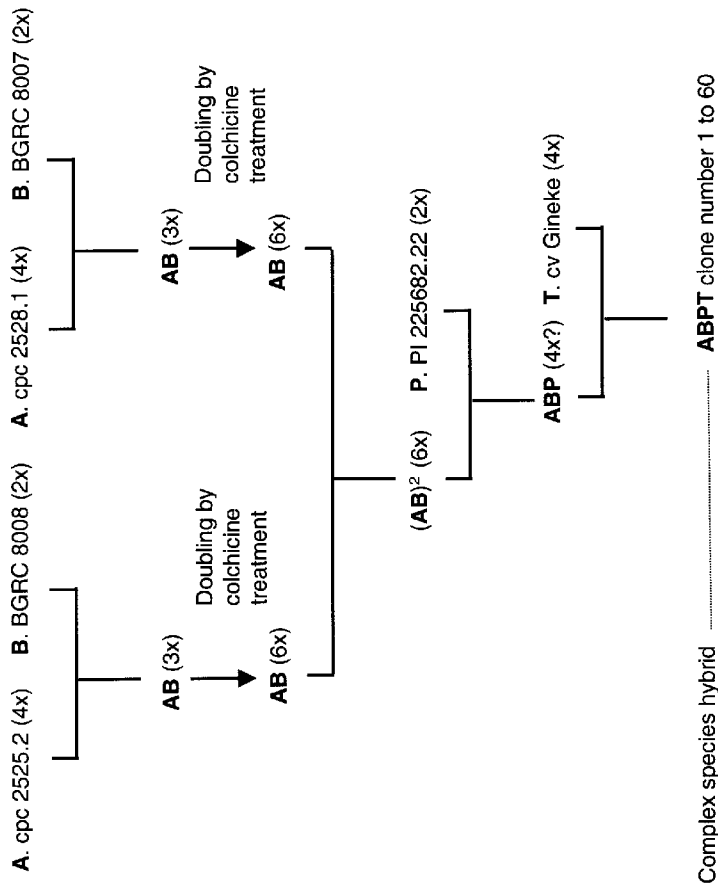 A. cpc 2525.2 (4x)
B. BGRC 8008 (2x)
A. cpc 2528.1 (4x)
B. BGRC 8007 (2x)
AB (3x)
Doubling by
colchicine
treatment
AB (3x)
Doubling by
colchicine
treatment
AB (6x)
AB (6x)
(AB)² (6x)
P. PI 225682.22 (2x)
ABP (4x?)
T. cv Gineke (4x)
Complex species hybrid
ABPT clone number 1 to 60